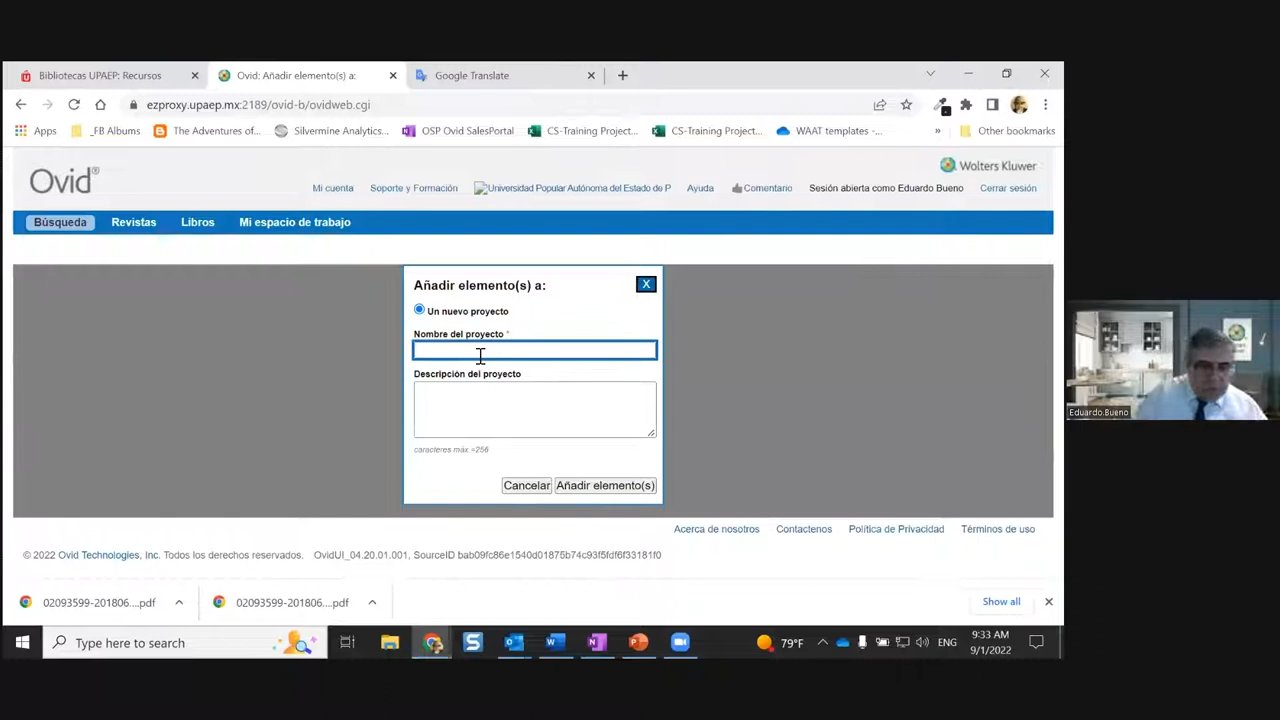 Bibliotecas UPAEP: Recursos
Ovid: Añadir elemento(s) a:
Google Translate
ezproxy.upaep.mx:2189/ovid-b/ovidweb.cgi
Apps
_FB Albums
The Adventures of...
Silvermine Analytics...
OSP Ovid SalesPortal
CS-Training Project...
CS-Training Project...
WAAT templates -...
»
Other bookmarks
Ovid®
Wolters Kluwer
Mi cuenta
Soporte y Formación
Universidad Popular Autónoma del Estado de P
Ayuda
Comentario
Sesión abierta como Eduardo Bueno
Cerrar sesión
Búsqueda
Revistas
Libros
Mi espacio de trabajo
Añadir elemento(s) a:
X
Un nuevo proyecto
Nombre del proyecto *
Descripción del proyecto
caracteres máx.=256
Cancelar
Añadir elemento(s)
Eduardo.Bueno
Acerca de nosotros
Contactenos
Política de Privacidad
Términos de uso
© 2022 Ovid Technologies, Inc. Todos los derechos reservados.
OvidUI_04.20.01.001, SourceID bab09fc86e1540d01875b74c93f5fdf6f33181f0
02093599-201806....pdf
02093599-201806....pdf
Show all
Type here to search
79°F
ENG
9:33 AM
9/1/2022